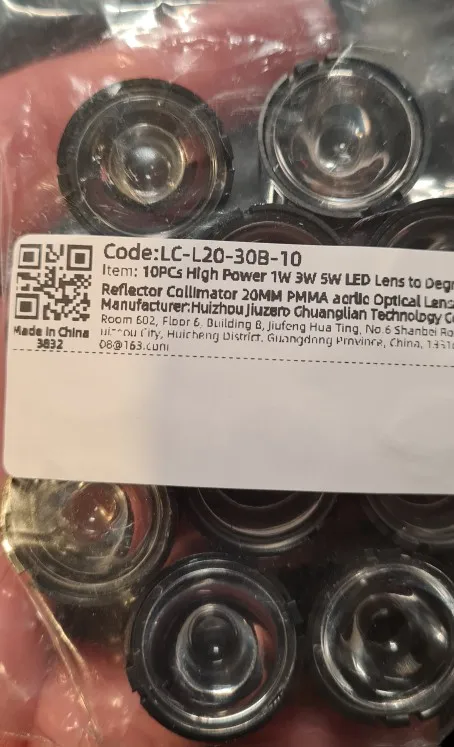 Code:LC-L20-30B-10
Item: 10PCs High Power 1W 3W 5W LED Lens to Degr
Reflector Collimator 20MM PMMA acrlic Optical Lens
Manufacturer:Huizhou Jiuzero Chuanglian Technology Co
Room 602, Floor 6, Building B, Jiufeng Hua Ting, No.6 Shanbei Ro
City, Huicheng District, Guangdong Province, China,
08@163.com
Made in China
3832